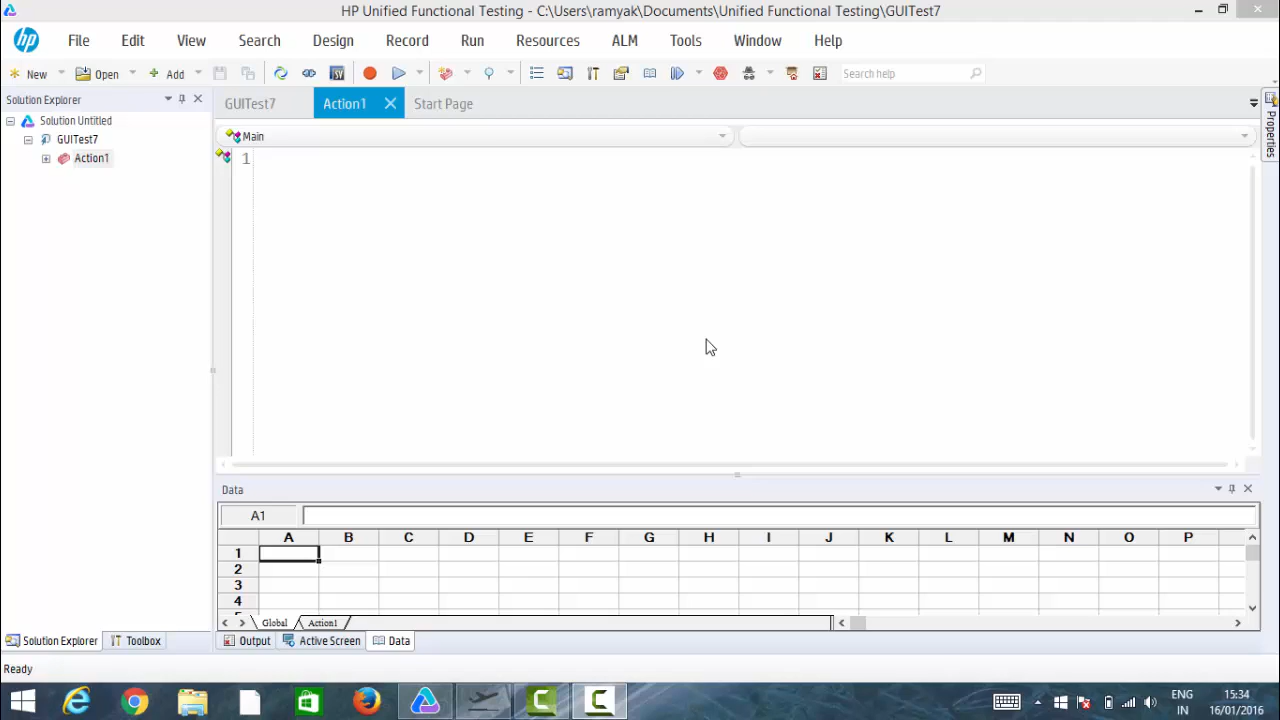 HP Unified Functional Testing - C:\Users\ramyak\Documents\Unified Functional Testing\GUITest7
hp File Edit View Search Design Record Run Resources ALM Tools Window Help
New Open Add Search help
Solution Explorer
GUITest7 Action1 Start Page
Properties
Solution Untitled
GUITest7
Action1
Main
1
Data
A1
A B C D E F G H I J K L M N O P
1
2
3
4
Global Action1
Solution Explorer Toolbox Output Active Screen Data
Ready
ENG 15:34
IN 16/01/2016